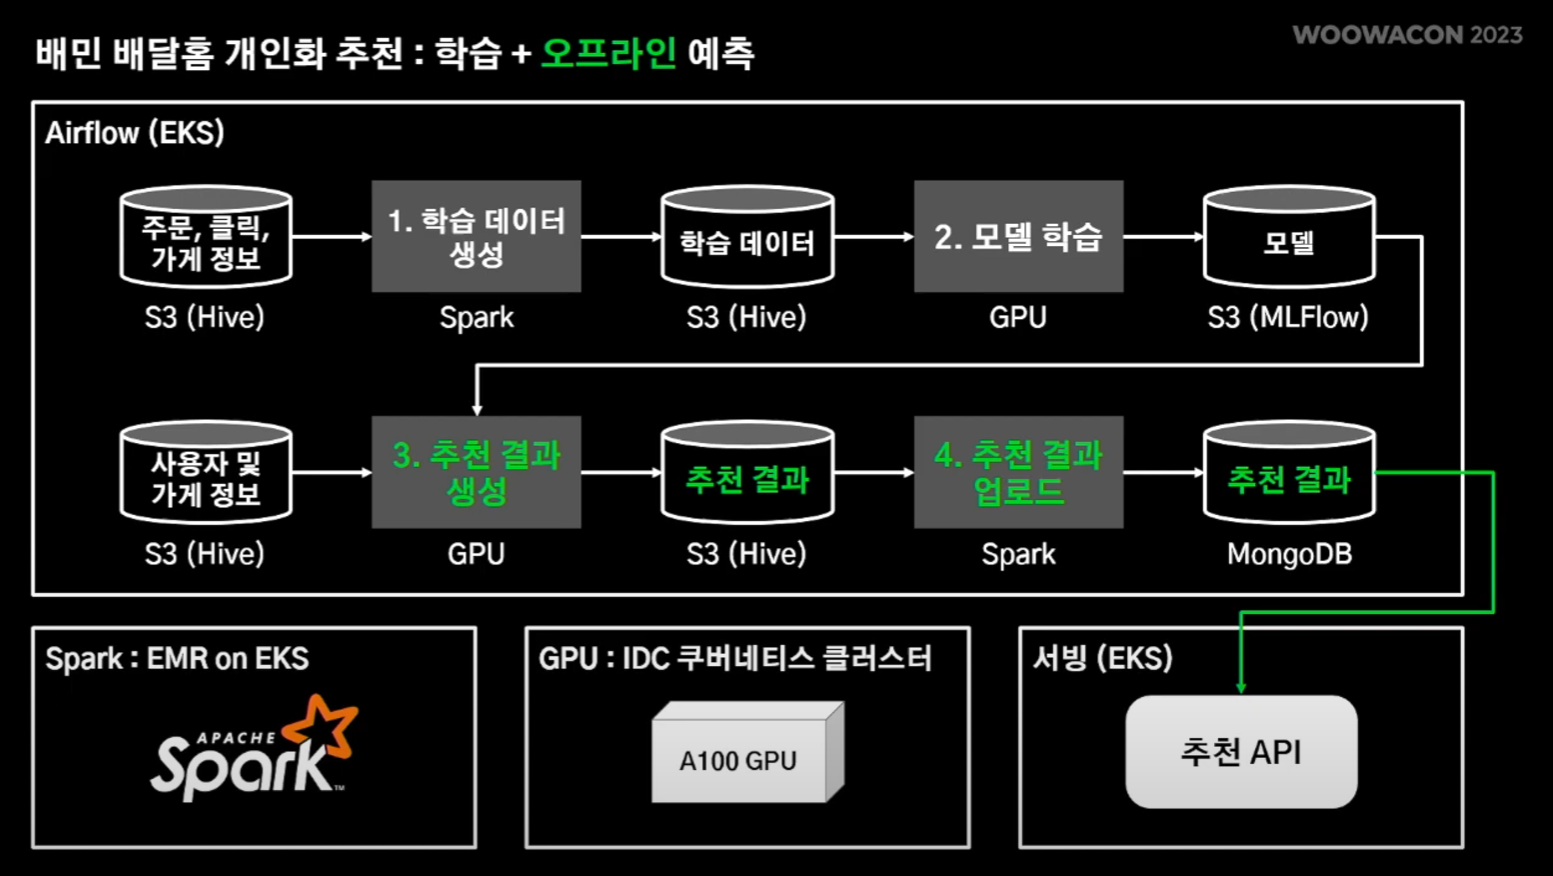 WOOWACON 2023
배민 배달홈 개인화 추천 : 학습 + 오프라인 예측
Airflow (EKS)
주문, 클릭,
가게 정보
S3 (Hive)
1. 학습 데이터
생성
Spark
학습 데이터
S3 (Hive)
2. 모델 학습
GPU
모델
S3 (MLFlow)
사용자 및
가게 정보
S3 (Hive)
3. 추천 결과
생성
GPU
추천 결과
S3 (Hive)
4. 추천 결과
업로드
Spark
추천 결과
MongoDB
Spark : EMR on EKS
APACHE
Spark™
GPU : IDC 쿠버네티스 클러스터
A100 GPU
서빙 (EKS)
추천 API